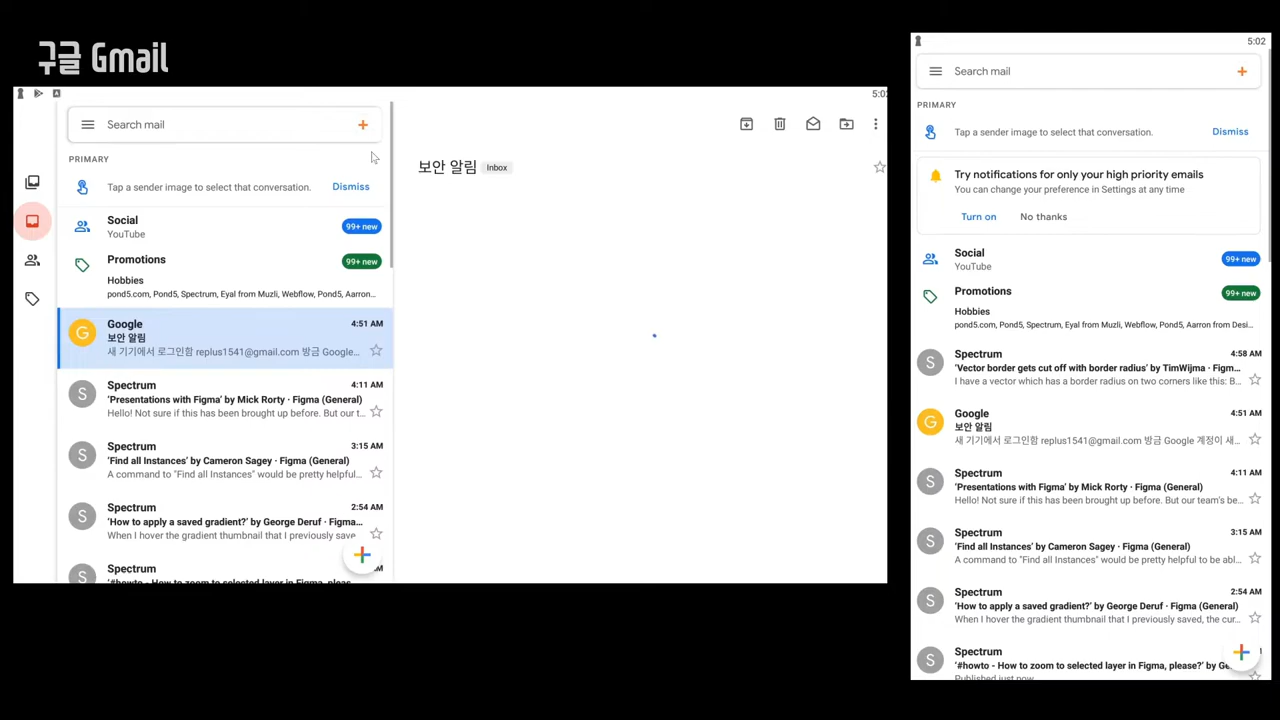 구글 Gmail
5:02
Search mail
PRIMARY
Tap a sender image to select that conversation.
Dismiss
Social
YouTube
99+ new
Promotions
99+ new
Hobbies
pond5.com, Pond5, Spectrum, Eyal from Muzli, Webflow, Pond5, Aarron...
G
Google
4:51 AM
보안 알림
새 기기에서 로그인함 replus1541@gmail.com 방금 Google...
S
Spectrum
4:11 AM
'Presentations with Figma' by Mick Rorty · Figma (General)
Hello! Not sure if this has been brought up before. But our t...
S
Spectrum
3:15 AM
'Find all Instances' by Cameron Sagey · Figma (General)
A command to "Find all Instances" would be pretty helpful...
S
Spectrum
2:54 AM
'How to apply a saved gradient?' by George Deruf · Figma...
When I hover the gradient thumbnail that I previously save
S
Spectrum
'#howto - How to zoom to selected layer in Figma, pleas
보안 알림
Inbox
5:02
Search mail
PRIMARY
Tap a sender image to select that conversation.
Dismiss
Try notifications for only your high priority emails
You can change your preference in Settings at any time
Turn on
No thanks
Social
YouTube
99+ new
Promotions
99+ new
Hobbies
pond5.com, Pond5, Spectrum, Eyal from Muzli, Webflow, Pond5, Aarron from Desi...
S
Spectrum
4:58 AM
'Vector border gets cut off with border radius' by TimWijma · Figm...
I have a vector which has a border radius on two corners like this: B...
G
Google
4:51 AM
보안 알림
새 기기에서 로그인함 replus1541@gmail.com 방금 Google 계정이 새...
S
Spectrum
4:11 AM
'Presentations with Figma' by Mick Rorty · Figma (General)
Hello! Not sure if this has been brought up before. But our team's be...
S
Spectrum
3:15 AM
'Find all Instances' by Cameron Sagey · Figma (General)
A command to "Find all Instances" would be pretty helpful to be abl...
S
Spectrum
2:54 AM
'How to apply a saved gradient?' by George Deruf · Figma (General)
When I hover the gradient thumbnail that I previously saved, the cur...
S
Spectrum
'#howto - How to zoom to selected layer in Figma, please?' by Ge
Published just now